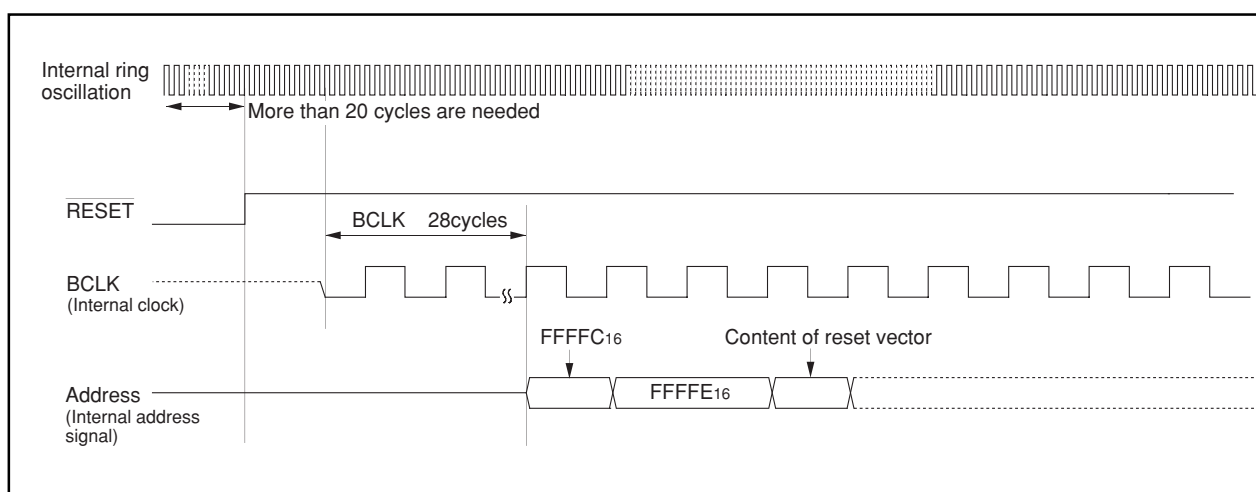 Internal ring
oscillation
More than 20 cycles are needed
RESET
BCLK 28cycles
BCLK
(Internal clock)
FFFFC16
Content of reset vector
Address
(Internal address
signal)
FFFFE16